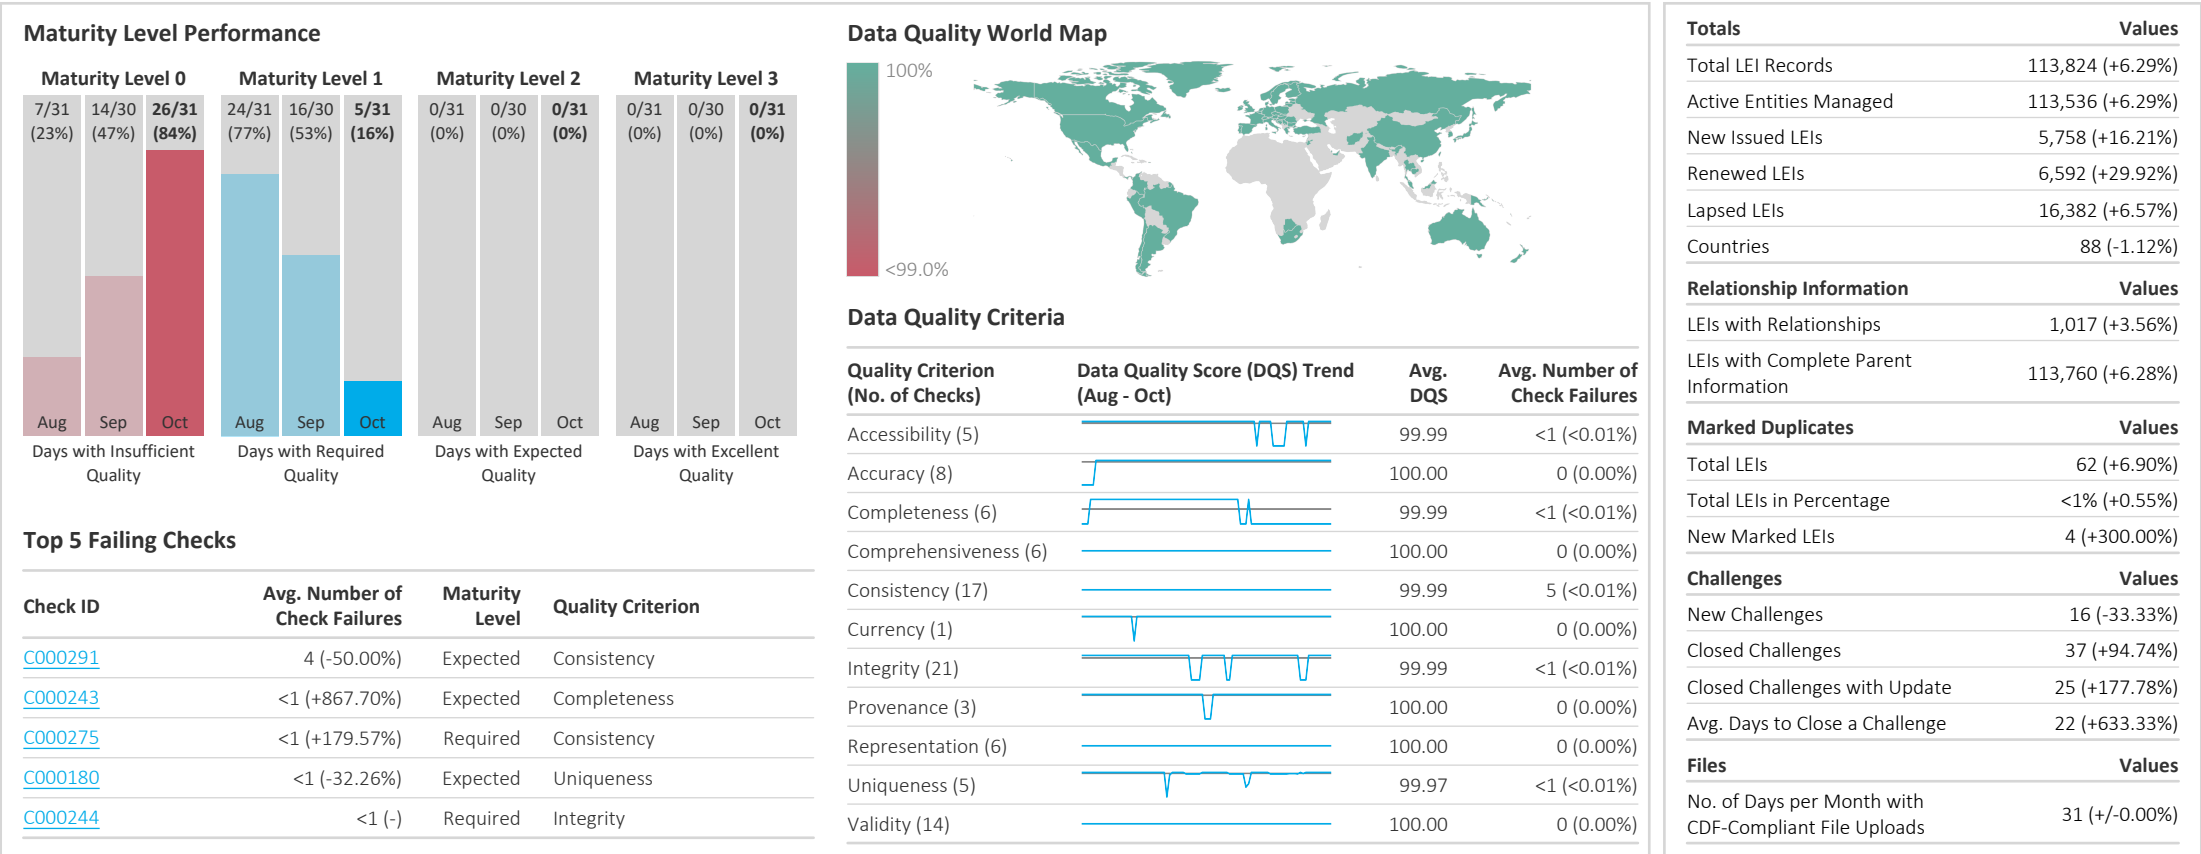 Maturity Level Performance
Maturity Level 0 Maturity Level 1 Maturity Level 2 Maturity Level 3
7/31 14/30 26/31 24/31 16/30 5/31 0/31 0/30 0/31 0/31 0/30 0/31
(23%) (47%) (84%) (77%) (53%) (16%) (0%) (0%) (0%) (0%) (0%) (0%)
Aug Sep Oct Aug Sep Oct Aug Sep Oct Aug Sep Oct
Days with Insufficient Days with Required Days with Expected Days with Excellent
Quality Quality Quality Quality
Top 5 Failing Checks
Check ID Avg. Number of Check Failures Maturity Level Quality Criterion
C000291 4 (-50.00%) Expected Consistency
C000243 <1 (+867.70%) Expected Completeness
C000275 <1 (+179.57%) Required Consistency
C000180 <1 (-32.26%) Expected Uniqueness
C000244 <1 (-) Required Integrity
Data Quality World Map
100%
<99.0%
Data Quality Criteria
Quality Criterion Data Quality Score (DQS) Trend Avg. Avg. Number of
(No. of Checks) (Aug - Oct) DQS Check Failures
Accessibility (5) 99.99 <1 (<0.01%)
Accuracy (8) 100.00 0 (0.00%)
Completeness (6) 99.99 <1 (<0.01%)
Comprehensiveness (6) 100.00 0 (0.00%)
Consistency (17) 99.99 5 (<0.01%)
Currency (1) 100.00 0 (0.00%)
Integrity (21) 99.99 <1 (<0.01%)
Provenance (3) 100.00 0 (0.00%)
Representation (6) 100.00 0 (0.00%)
Uniqueness (5) 99.97 <1 (<0.01%)
Validity (14) 100.00 0 (0.00%)
Totals Values
Total LEI Records 113,824 (+6.29%)
Active Entities Managed 113,536 (+6.29%)
New Issued LEIs 5,758 (+16.21%)
Renewed LEIs 6,592 (+29.92%)
Lapsed LEIs 16,382 (+6.57%)
Countries 88 (-1.12%)
Relationship Information Values
LEIs with Relationships 1,017 (+3.56%)
LEIs with Complete Parent
Information 113,760 (+6.28%)
Marked Duplicates Values
Total LEIs 62 (+6.90%)
Total LEIs in Percentage <1% (+0.55%)
New Marked LEIs 4 (+300.00%)
Challenges Values
New Challenges 16 (-33.33%)
Closed Challenges 37 (+94.74%)
Closed Challenges with Update 25 (+177.78%)
Avg. Days to Close a Challenge 22 (+633.33%)
Files Values
No. of Days per Month with
CDF-Compliant File Uploads 31 (+/-0.00%)